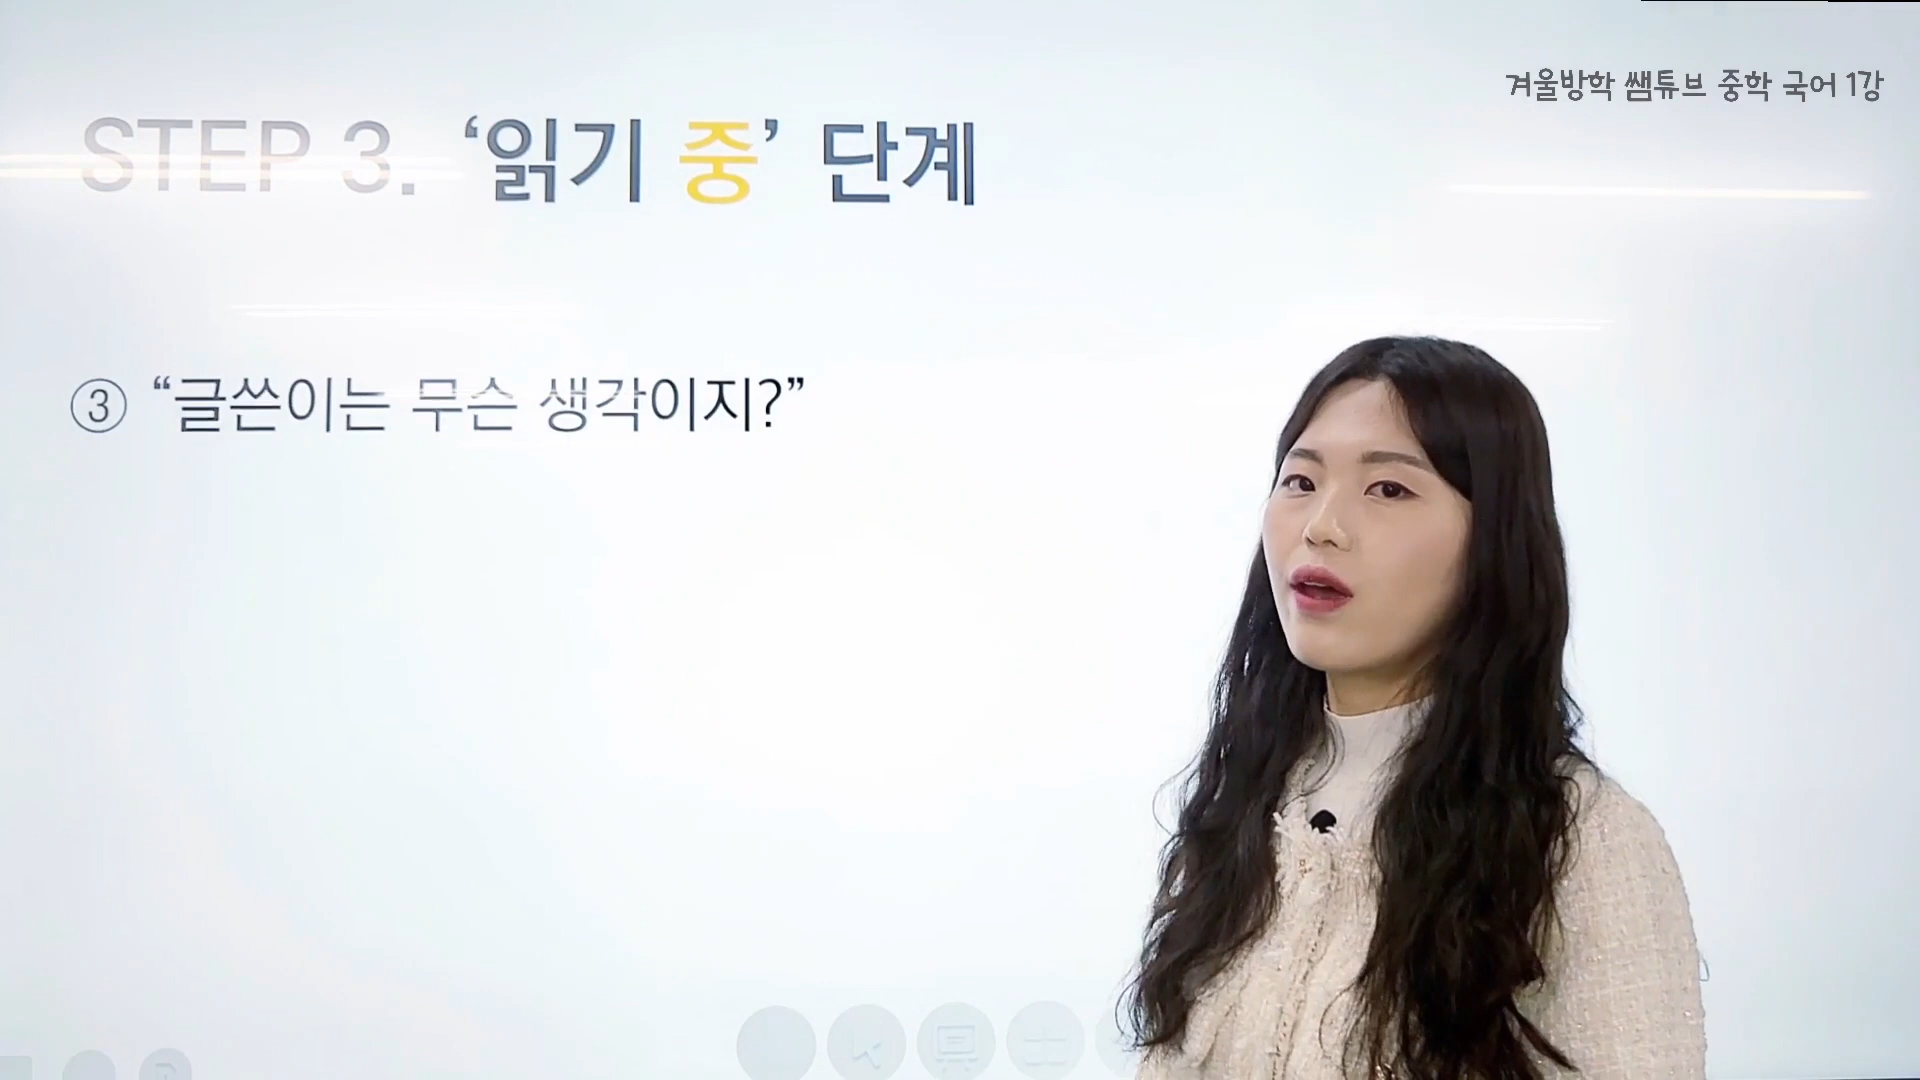 겨울방학 쌤튜브 중학 국어 1강
STEP 3. ‘읽기 중’ 단계
③ “글쓴이는 무슨 생각이지?”